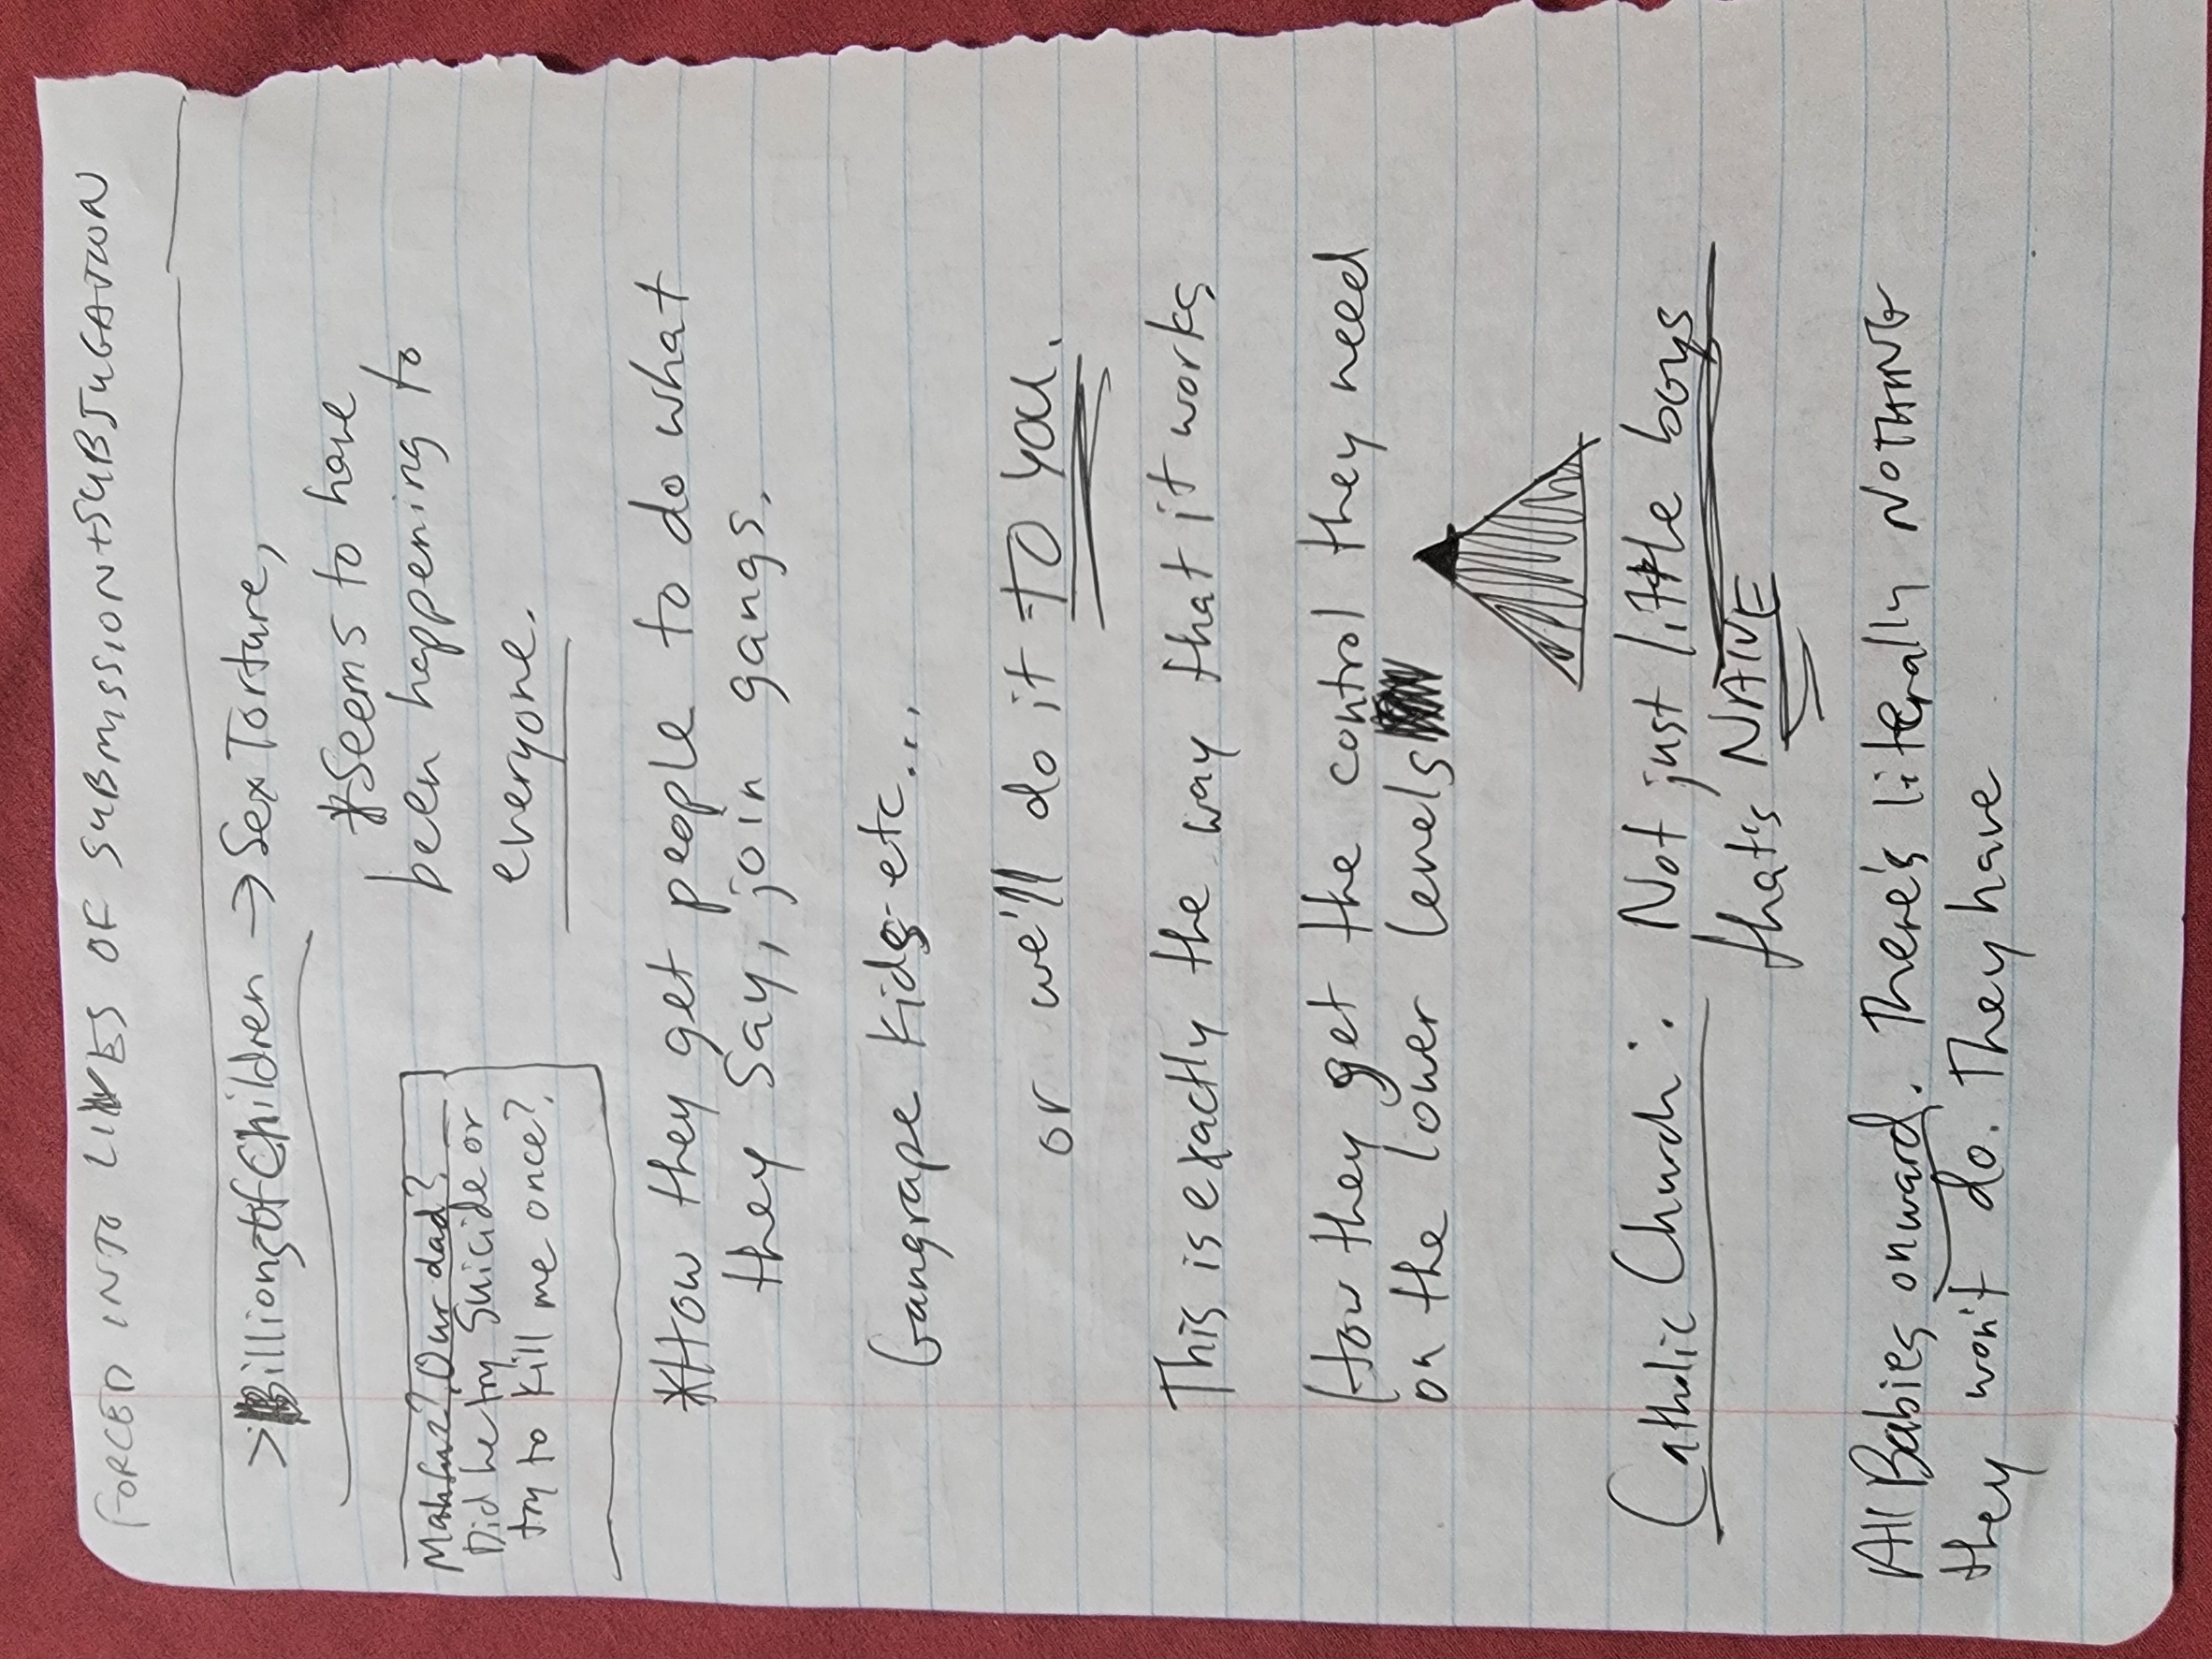 FORCED INTO LIVES OF SUBMISSION+SUBJUGATION
>BillionsOfChildren → Sex Torture,
*Seems to have
been happening to
everyone.
? Our dad?
Did he try Suicide or
try to kill me once?
*How they get people to do what
they say, join gangs.
Gangrape kids etc...
or we'll do it TO YOU.
This is exactly the way that it works
How they get the control they need
on the lower levels
Catholic Church: Not just little boys
that's NAIVE
All Babies onward. There's literally NOTHING
they won't do. They have